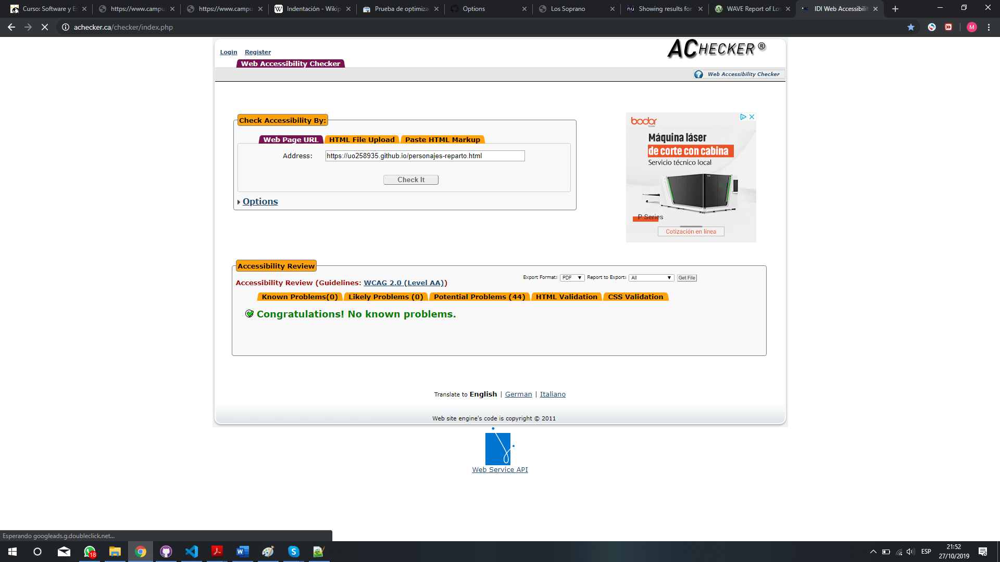 Curso: Software y Es
https://www.campu
https://www.campu
Indentación - Wikip
Prueba de optimiza
Options
Los Soprano
Showing results for
WAVE Report of Los
IDI Web Accessibilit
achecker.ca/checker/index.php
M
Login Register
ACHECKER ®
Web Accessibility Checker
Web Accessibility Checker
Check Accessibility By:
Web Page URL HTML File Upload Paste HTML Markup
Address: https://uo258935.github.io/personajes-reparto.html
Check It
Options
bodor
Máquina láser
de corte con cabina
Servicio técnico local
P Series
Cotización en línea
Accessibility Review
Export Format: PDF Report to Export: All Get File
Accessibility Review (Guidelines: WCAG 2.0 (Level AA))
Known Problems(0) Likely Problems (0) Potential Problems (44) HTML Validation CSS Validation
Congratulations! No known problems.
Translate to English | German | Italiano
Web site engine's code is copyright © 2011
Web Service API
Esperando googleads.g.doubleclick.net...
18
ESP
21:52
27/10/2019